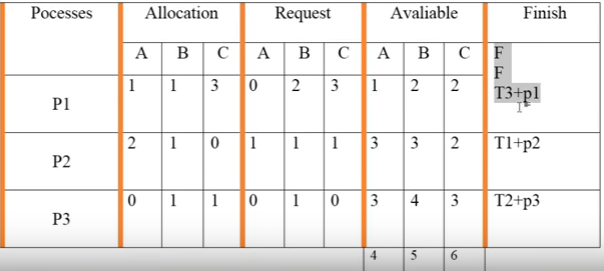 Pocesses Allocation Request Avaliable Finish
A B C A B C A B C F
F
P1 1 1 3 0 2 3 1 2 2 T3+p1
P2 2 1 0 1 1 1 3 3 2 T1+p2
P3 0 1 1 0 1 0 3 4 3 T2+p3
4 5 6